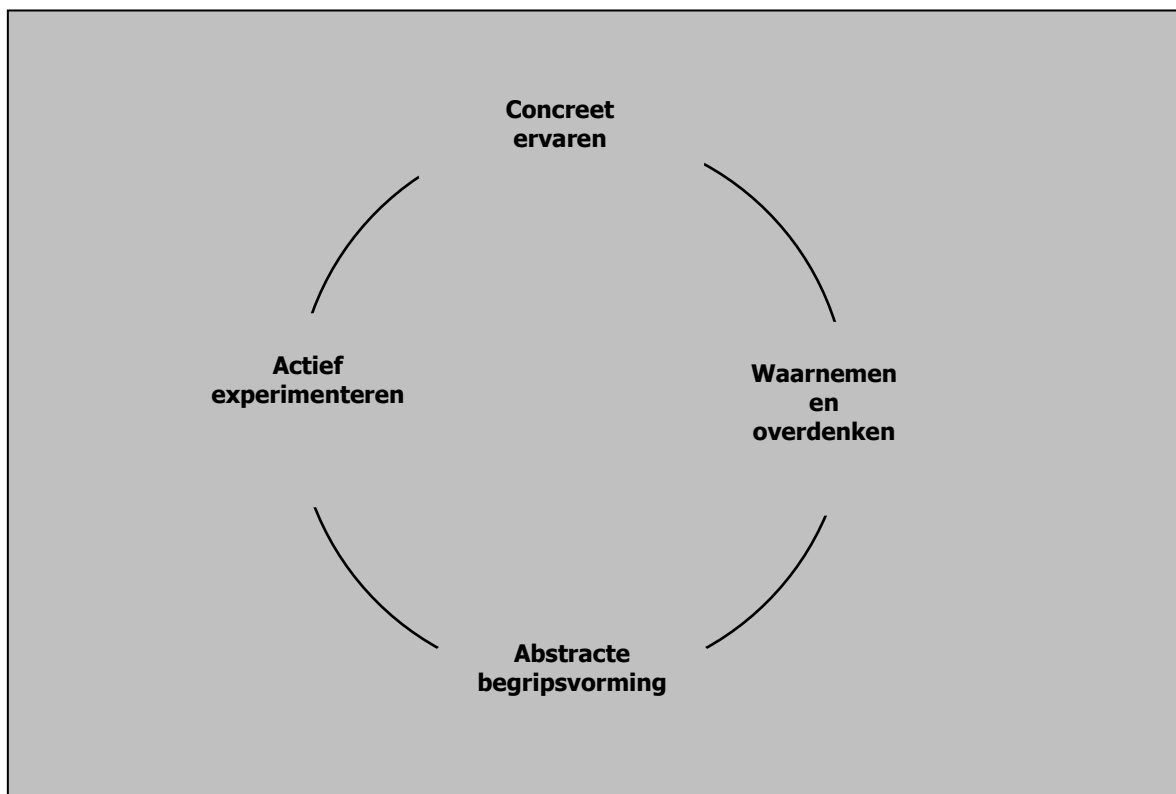 Concreet
ervaren
Actief
experimenteren
Waarnemen
en
overdenken
Abstracte
begripsvorming